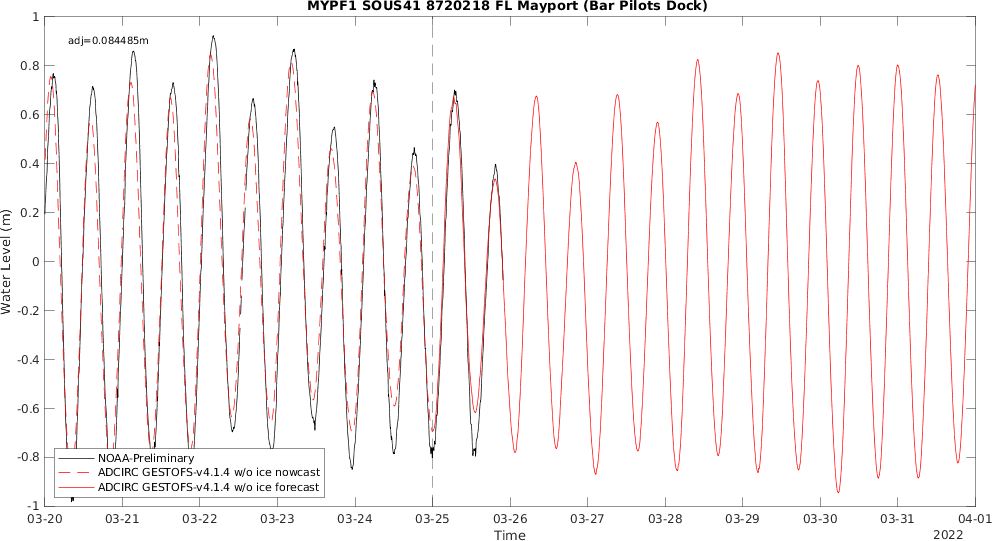 MYPF1 SOUS41 8720218 FL Mayport (Bar Pilots Dock)
adj=0.084485m
1
0.8
0.6
0.4
0.2
0
-0.2
-0.4
-0.6
-0.8
-1
Water Level (m)
NOAA-Preliminary
ADCIRC GESTOFS-v4.1.4 w/o ice nowcast
ADCIRC GESTOFS-v4.1.4 w/o ice forecast
03-20 03-21 03-22 03-23 03-24 03-25 03-26 03-27 03-28 03-29 03-30 03-31 04-01
Time
2022